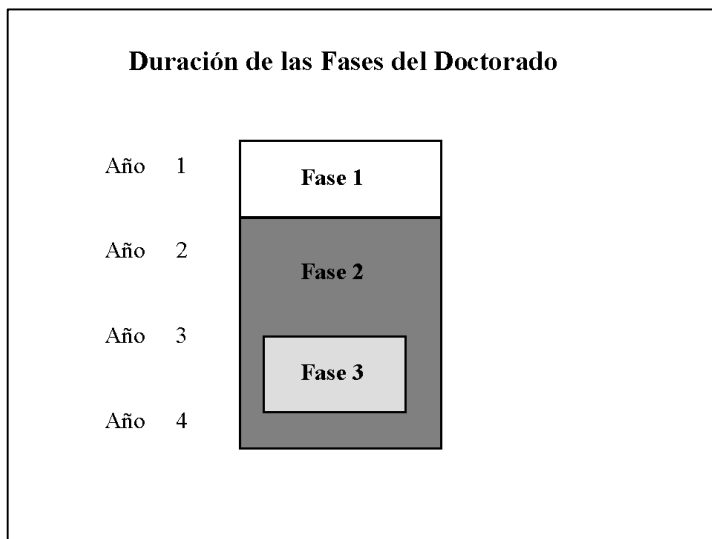 Duración de las Fases del Doctorado
Año 1
Fase 1
Año 2
Fase 2
Año 3
Fase 3
Año 4